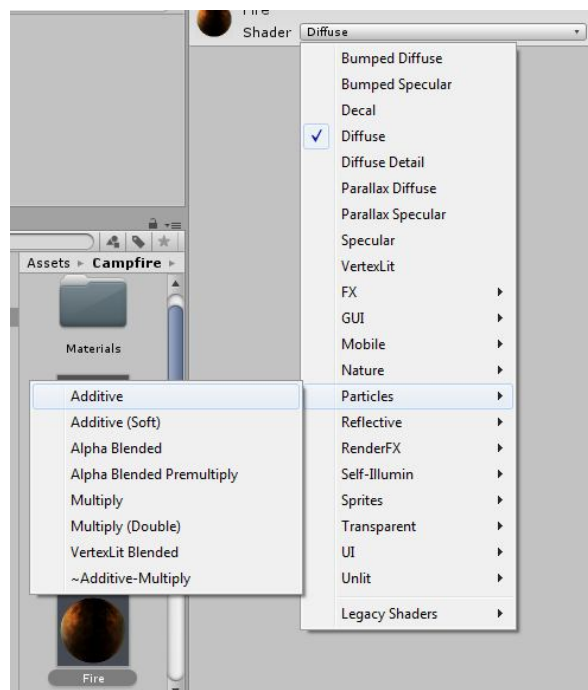 Fire
Shader Diffuse
Bumped Diffuse
Bumped Specular
Decal
Diffuse
Diffuse Detail
Parallax Diffuse
Parallax Specular
Specular
VertexLit
FX
GUI
Mobile
Nature
Particles
Reflective
RenderFX
Self-Illumin
Sprites
Transparent
UI
Unlit
Legacy Shaders
Assets Campfire
Materials
Additive
Additive (Soft)
Alpha Blended
Alpha Blended Premultiply
Multiply
Multiply (Double)
VertexLit Blended
~Additive-Multiply
Fire